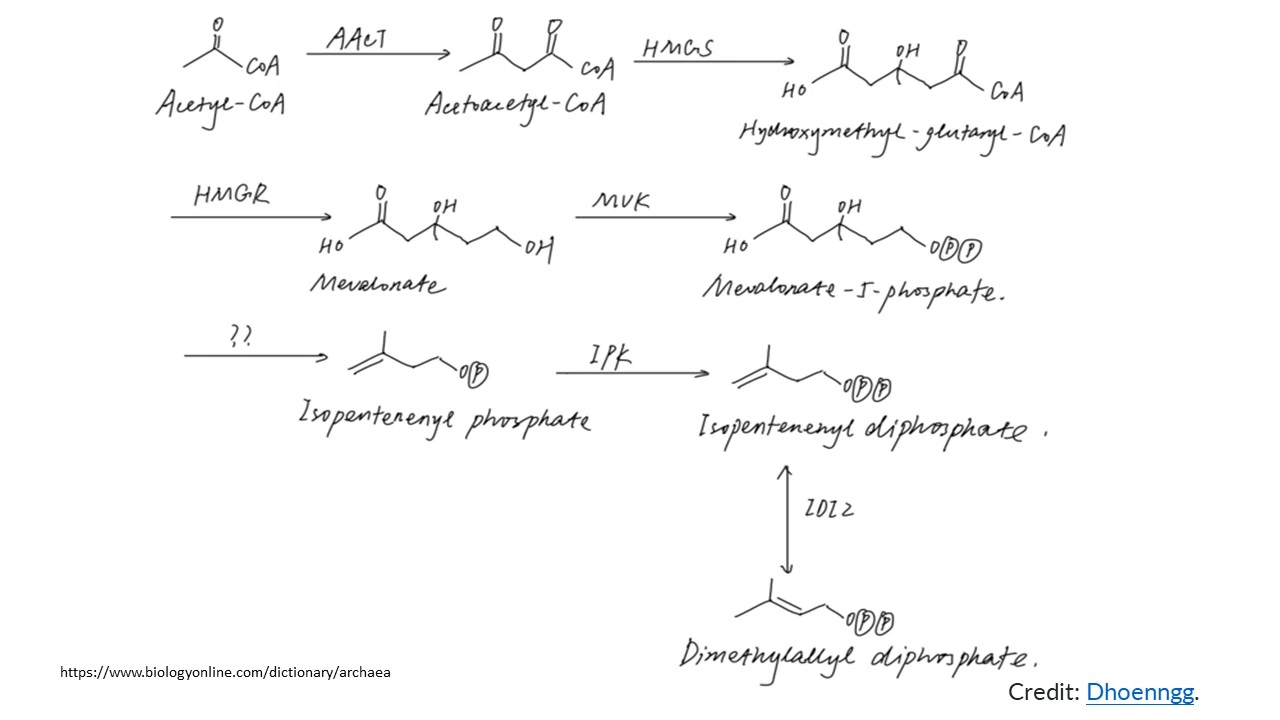 O
AAcT
O O
HMGS
O OH O
CoA
CoA
HO
CoA
Acetyl-CoA
Acetoacetyl-CoA
Hydroxymethyl-glutaryl-CoA
HMGR
O OH
MVK
O OH
HO
OH
HO
OⓅⓅ
Mevalonate
Mevalonate-5-phosphate.
??
OⓅ
IPK
OⓅⓅ
Isopentenenyl phosphate
Isopentenenyl diphosphate.
IDI2
OⓅⓅ
Dimethylallyl diphosphate.
https://www.biologyonline.com/dictionary/archaea
Credit: Dhoenngg.